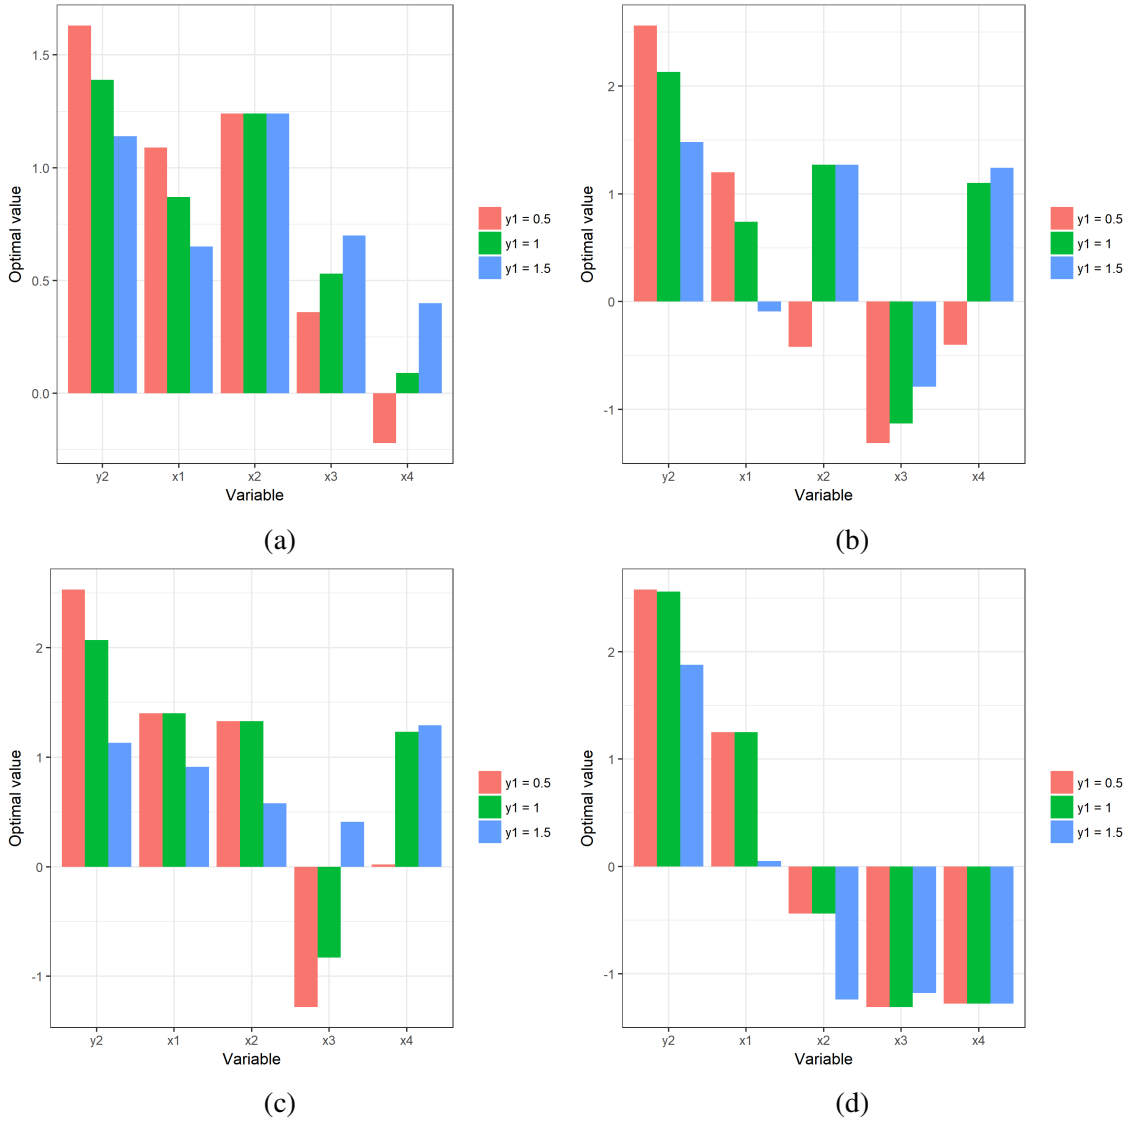 Optimal value
1.5
1.0
0.5
0.0
y2 x1 x2 x3 x4
Variable
y1 = 0.5
y1 = 1
y1 = 1.5
(a)
Optimal value
2
1
0
-1
y2 x1 x2 x3 x4
Variable
y1 = 0.5
y1 = 1
y1 = 1.5
(b)
Optimal value
2
1
0
-1
y2 x1 x2 x3 x4
Variable
y1 = 0.5
y1 = 1
y1 = 1.5
(c)
Optimal value
2
1
0
-1
y2 x1 x2 x3 x4
Variable
y1 = 0.5
y1 = 1
y1 = 1.5
(d)